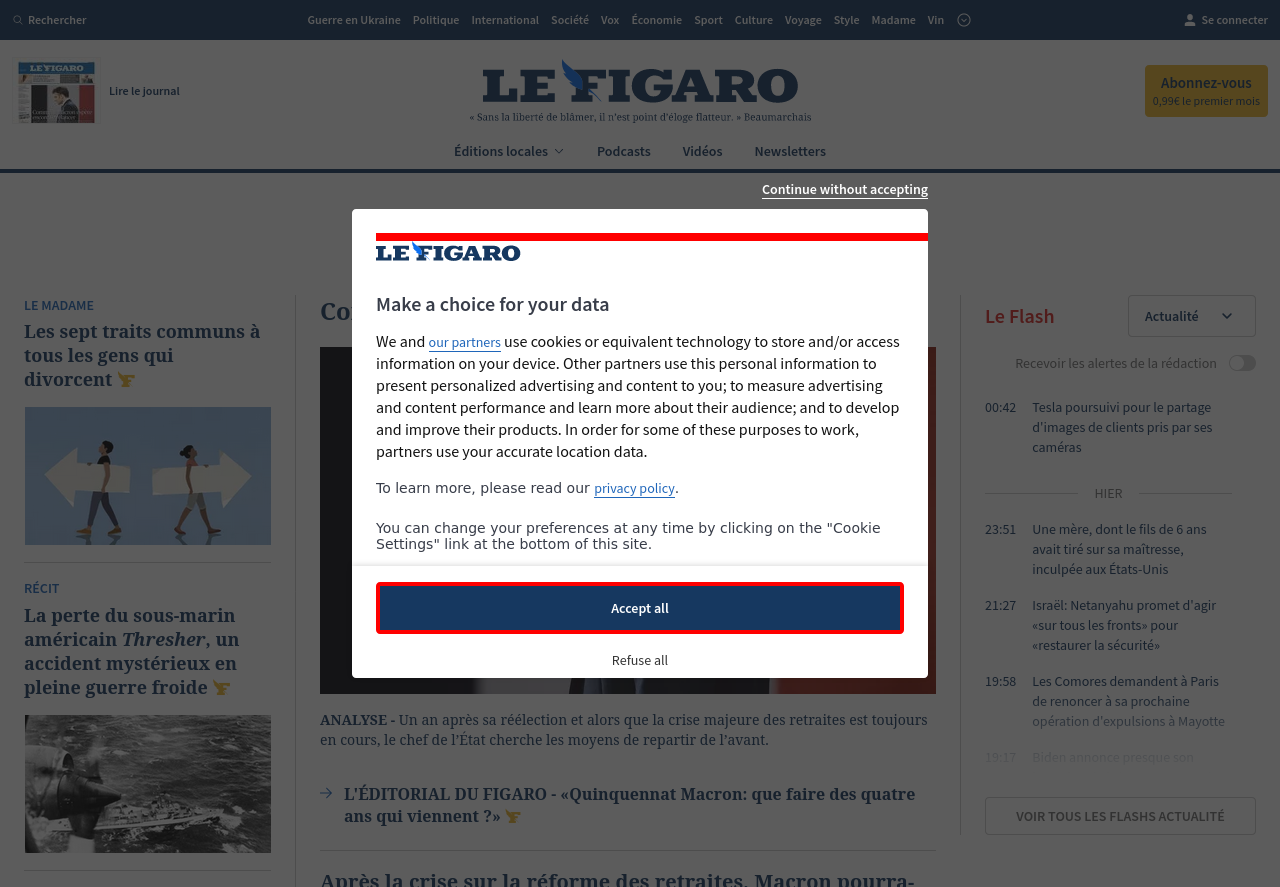 Rechercher
Guerre en Ukraine Politique International Société Vox Économie Sport Culture Voyage Style Madame Vin
Se connecter
LE FIGARO
Lire le journal
LE FIGARO
« Sans la liberté de blâmer, il n'est point d'éloge flatteur. » Beaumarchais
Abonnez-vous
0,99€ le premier mois
Éditions locales Podcasts Vidéos Newsletters
Continue without accepting
LE FIGARO
Make a choice for your data
We and our partners use cookies or equivalent technology to store and/or access
information on your device. Other partners use this personal information to
present personalized advertising and content to you; to measure advertising
and content performance and learn more about their audience; and to develop
and improve their products. In order for some of these purposes to work,
partners use your accurate location data.
To learn more, please read our privacy policy.
You can change your preferences at any time by clicking on the "Cookie
Settings" link at the bottom of this site.
Accept all
Refuse all
LE MADAME
Les sept traits communs à
tous les gens qui
divorcent
RÉCIT
La perte du sous-marin
américain Thresher, un
accident mystérieux en
pleine guerre froide
ANALYSE - Un an après sa réélection et alors que la crise majeure des retraites est toujours
en cours, le chef de l'État cherche les moyens de repartir de l'avant.
L'ÉDITORIAL DU FIGARO - «Quinquennat Macron: que faire des quatre
ans qui viennent ?»
Après la crise sur la réforme des retraites, Macron pourra-
Le Flash
Actualité
Recevoir les alertes de la rédaction
00:42 Tesla poursuivi pour le partage
d'images de clients pris par ses
caméras
HIER
23:51 Une mère, dont le fils de 6 ans
avait tiré sur sa maîtresse,
inculpée aux États-Unis
21:27 Israël: Netanyahu promet d'agir
«sur tous les fronts» pour
«restaurer la sécurité»
19:58 Les Comores demandent à Paris
de renoncer à sa prochaine
opération d'expulsions à Mayotte
19:17 Biden annonce presque son
VOIR TOUS LES FLASHS ACTUALITÉ